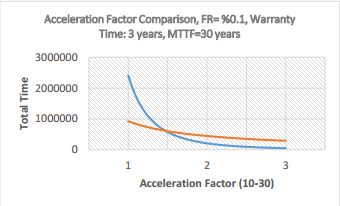 Acceleration Factor Comparison, FR= %0.1, Warranty
Time: 3 years, MTTF=30 years
3000000
2000000
1000000
0
Total Time
1 2 3
Acceleration Factor (10-30)